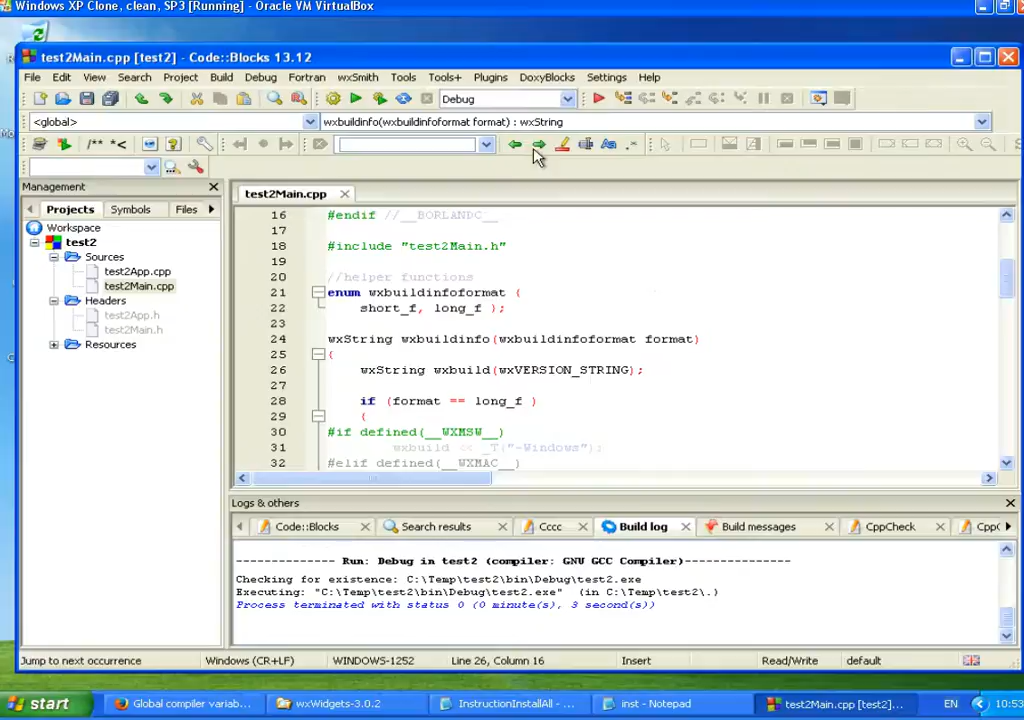 Windows XP Clone, clean, SP3 [Running] - Oracle VM VirtualBox
test2Main.cpp [test2] - Code::Blocks 13.12
File Edit View Search Project Build Debug Fortran wxSmith Tools Tools+ Plugins DoxyBlocks Settings Help
Debug
<global> wxbuildinfo(wxbuildinfoformat format) : wxString
/** *<
Management
test2Main.cpp
Projects Symbols Files
Workspace
test2
Sources
test2App.cpp
test2Main.cpp
Headers
test2App.h
test2Main.h
Resources
16 #endif //__BORLANDC__
17
18 #include "test2Main.h"
19
20 //helper functions
21 enum wxbuildinfoformat {
22 short_f, long_f };
23
24 wxString wxbuildinfo(wxbuildinfoformat format)
25 {
26 wxString wxbuild(wxVERSION_STRING);
27
28 if (format == long_f )
29 {
30 #if defined(__WXMSW__)
31 wxbuild << _T("-Windows");
32 #elif defined(__WXMAC__)
Logs & others
Code::Blocks Search results Cccc Build log Build messages CppCheck
-------------- Run: Debug in test2 (compiler: GNU GCC Compiler)---------------
Checking for existence: C:\Temp\test2\bin\Debug\test2.exe
Executing: "C:\Temp\test2\bin\Debug\test2.exe" (in C:\Temp\test2\.)
Process terminated with status 0 (0 minute(s), 3 second(s))
Jump to next occurrence Windows (CR+LF) WINDOWS-1252 Line 26, Column 16 Insert Read/Write default
start Global compiler variab... wxWidgets-3.0.2 InstructionInstallAll - ... inst - Notepad test2Main.cpp [test2]... EN 10:53